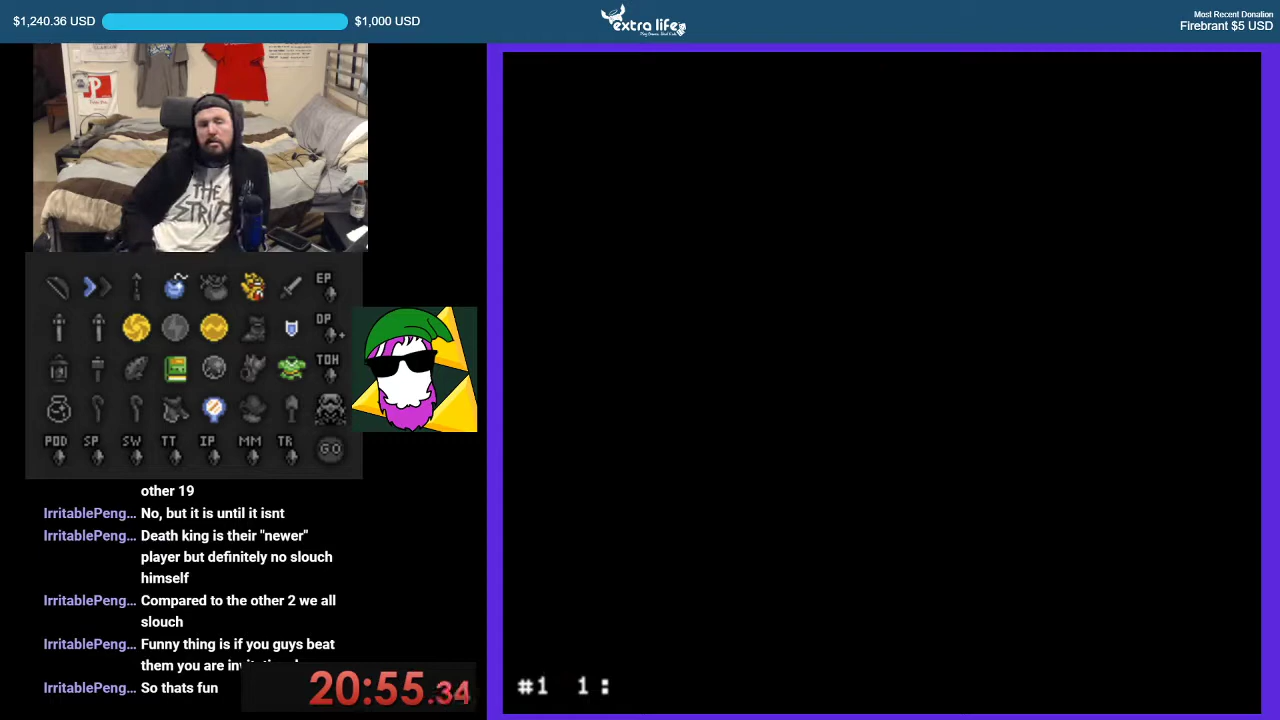 $1,240.36 USD
$1,000 USD
extra life
Most Recent Donation
Firebrant $5 USD
THE
STRUTS
EP
DP
TOH
POD SP SW TT IP MM TR GO
other 19
IrritablePeng... No, but it is until it isnt
IrritablePeng... Death king is their "newer"
player but definitely no slouch
himself
IrritablePeng... Compared to the other 2 we all
slouch
IrritablePeng... Funny thing is if you guys beat
them you are
IrritablePeng... So thats fun
20:55.34
#1 1: